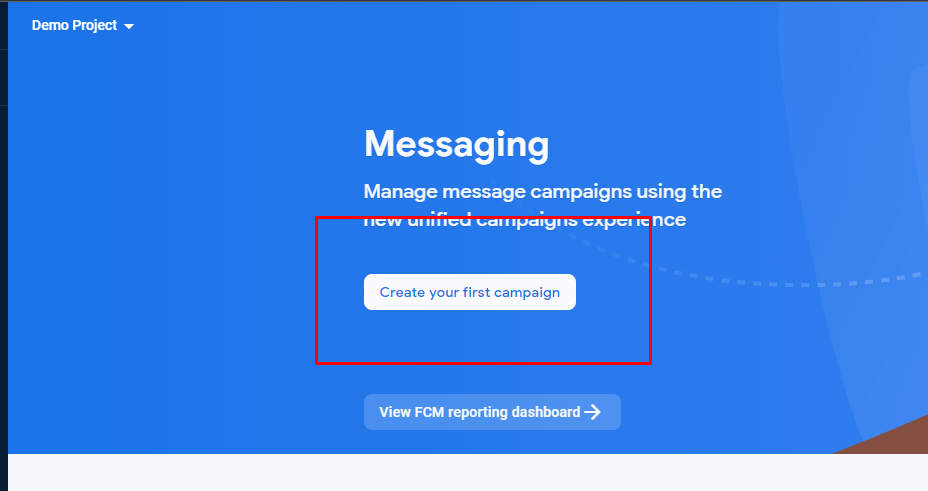 Demo Project
Messaging
Manage message campaigns using the
new unified campaigns experience
Create your first campaign
View FCM reporting dashboard